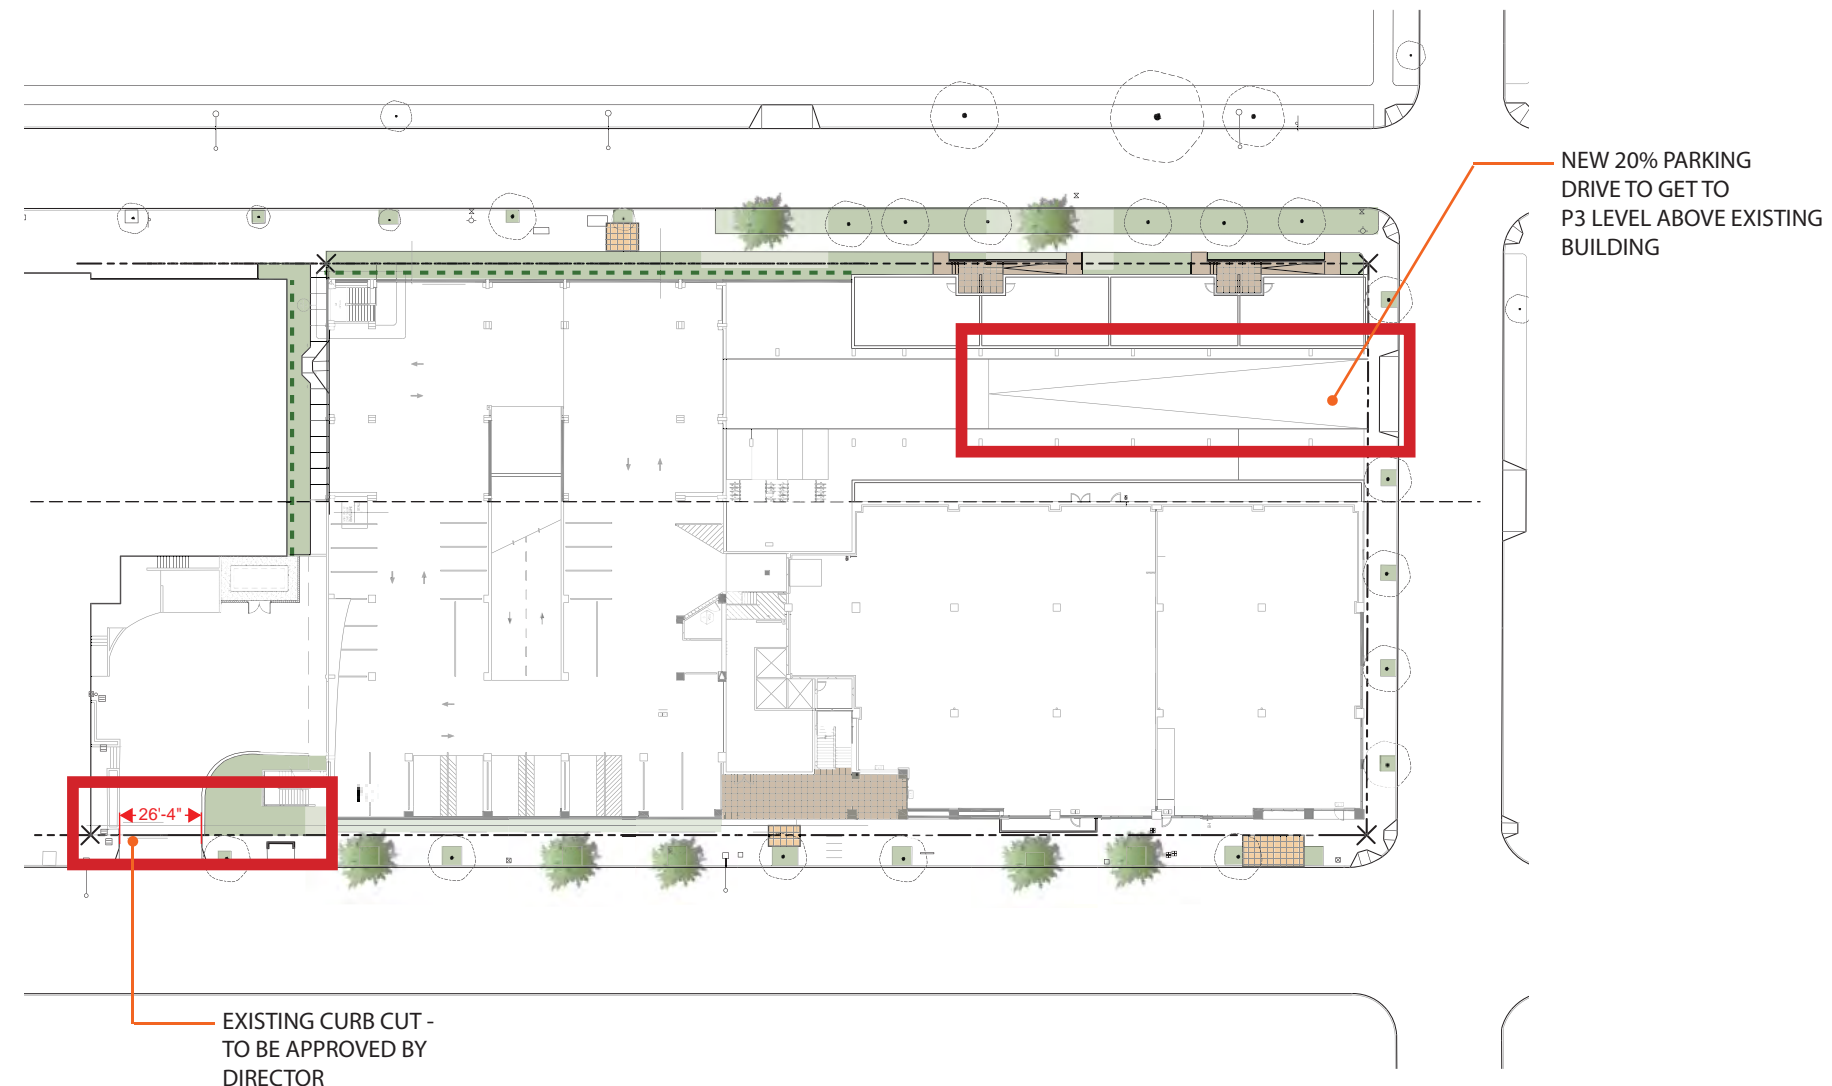 NEW 20% PARKING
DRIVE TO GET TO
P3 LEVEL ABOVE EXISTING
BUILDING
26'-4"
EXISTING CURB CUT -
TO BE APPROVED BY
DIRECTOR